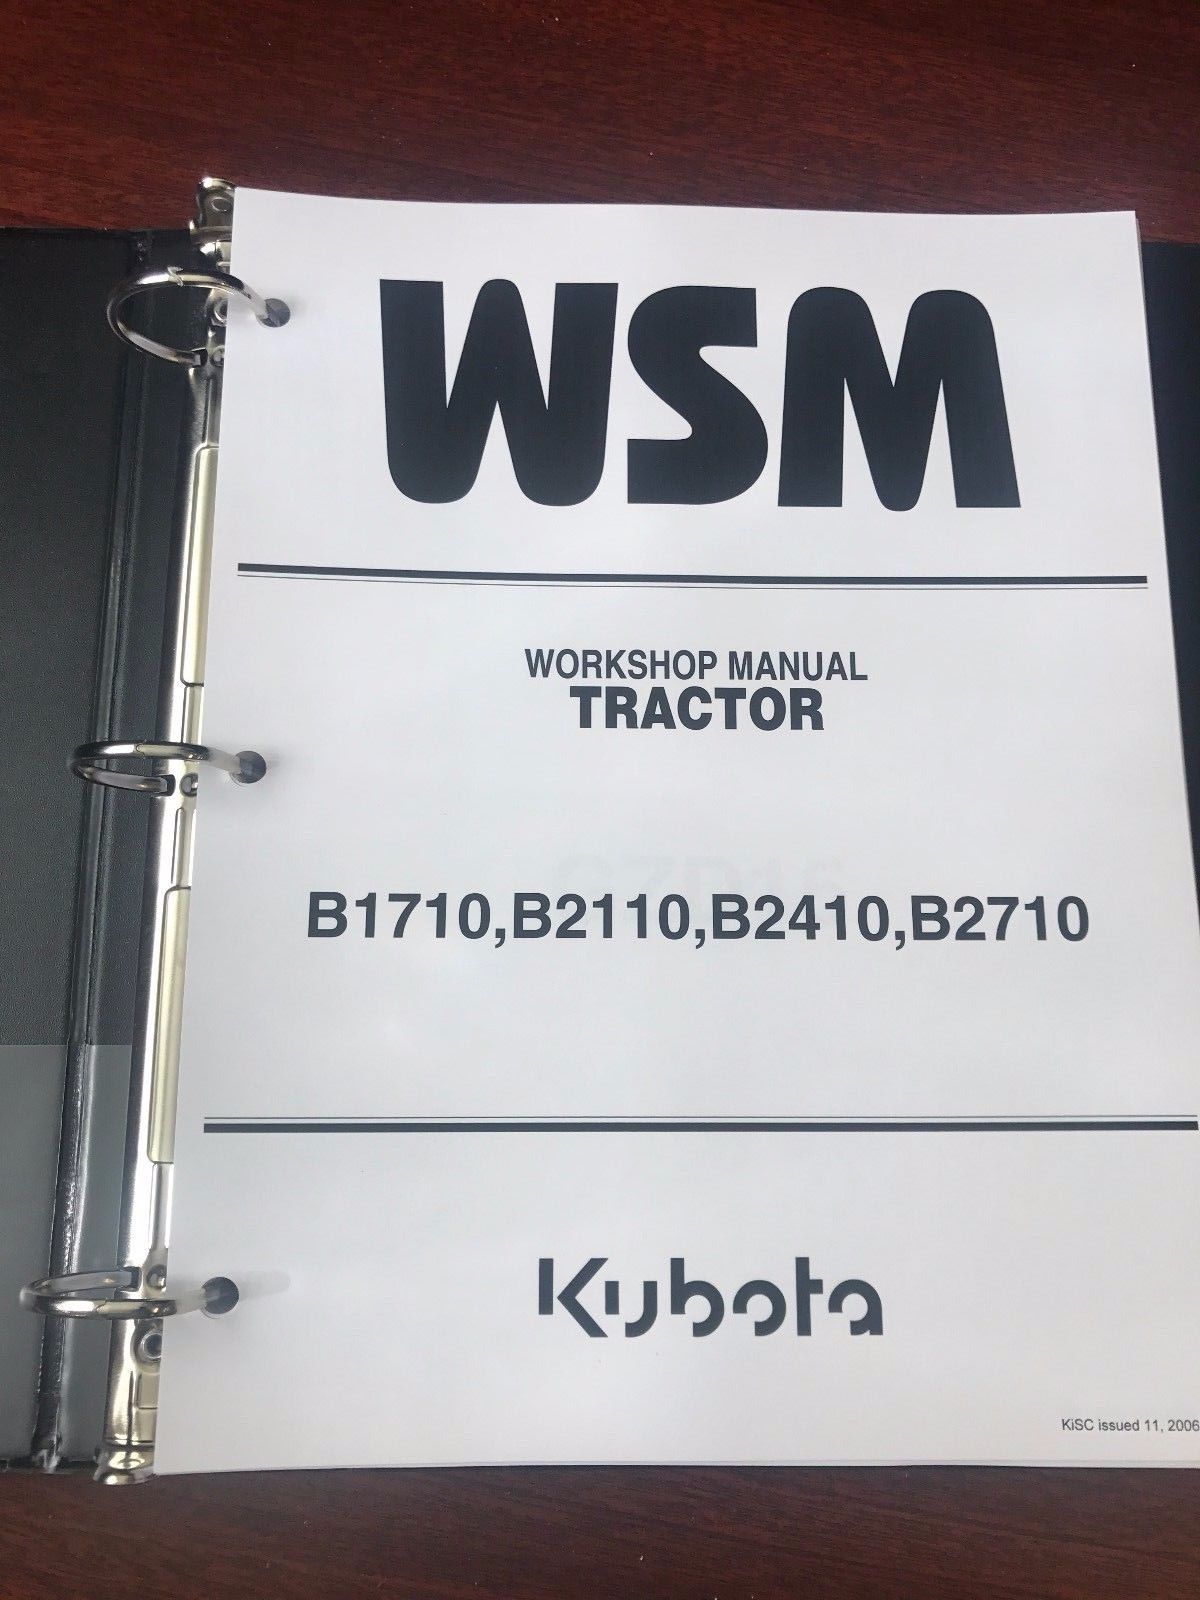 WSM
WORKSHOP MANUAL
TRACTOR
B1710,B2110,B2410,B2710
Kubota
KiSC issued 11, 2006